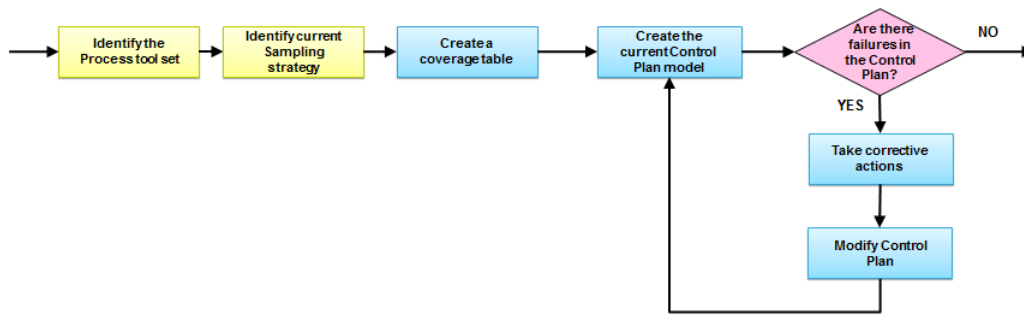 Identify the
Process tool set
Identify current
Sampling
strategy
Create a
coverage table
Create the
current Control
Plan model
Are there
failures in
the Control
Plan?
NO
YES
Take corrective
actions
Modify Control
Plan